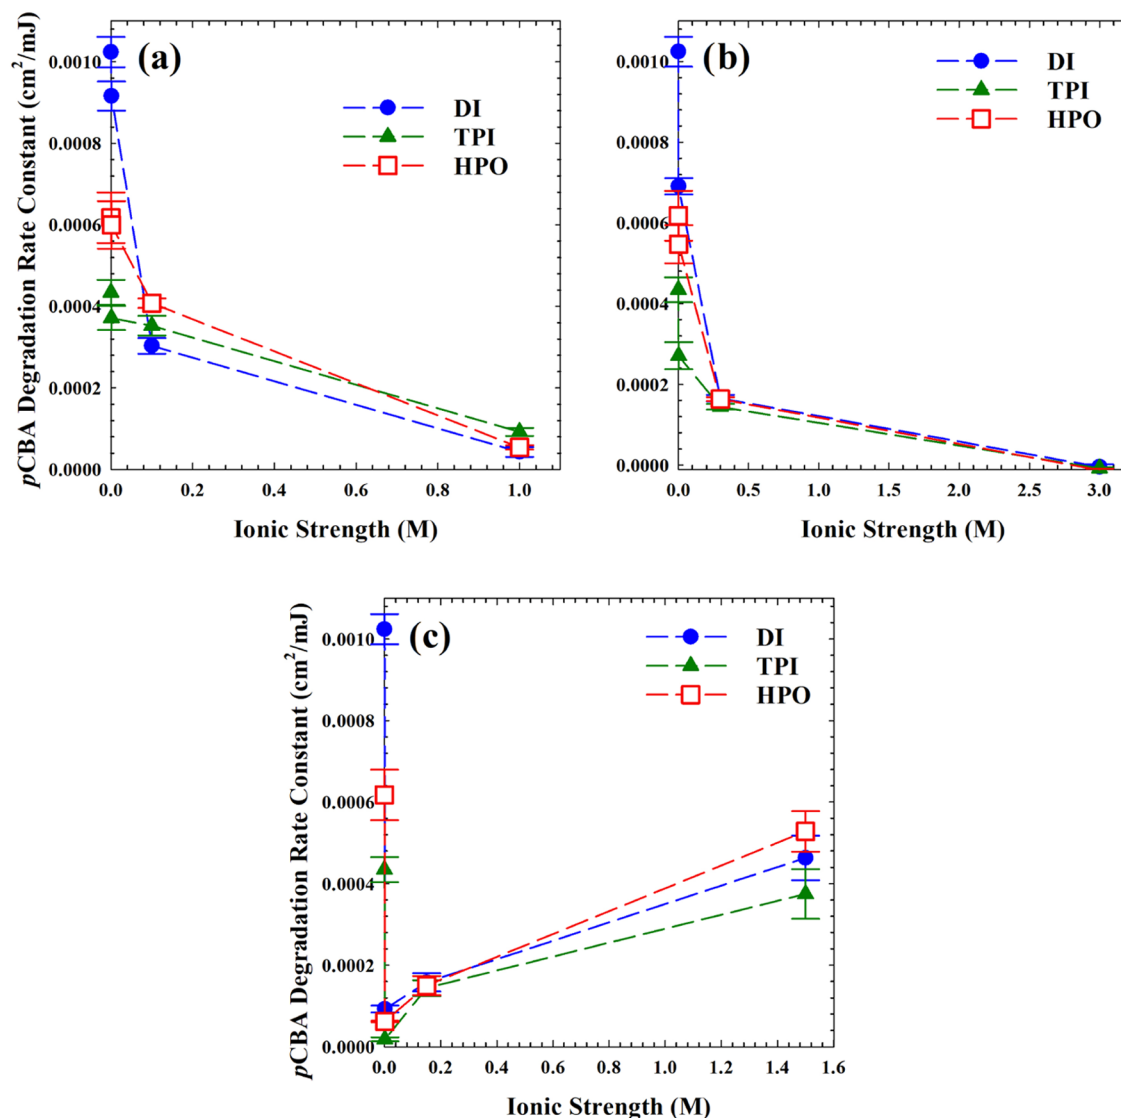 (a)
pCBA Degradation Rate Constant (cm²/mJ)
0.0010
0.0008
0.0006
0.0004
0.0002
0.0000
DI
TPI
HPO
0.0 0.2 0.4 0.6 0.8 1.0
Ionic Strength (M)
(b)
0.0010
0.0008
0.0006
0.0004
0.0002
0.0000
DI
TPI
HPO
0.0 0.5 1.0 1.5 2.0 2.5 3.0
Ionic Strength (M)
(c)
pCBA Degradation Rate Constant (cm²/mJ)
0.0010
0.0008
0.0006
0.0004
0.0002
0.0000
DI
TPI
HPO
0.0 0.2 0.4 0.6 0.8 1.0 1.2 1.4 1.6
Ionic Strength (M)